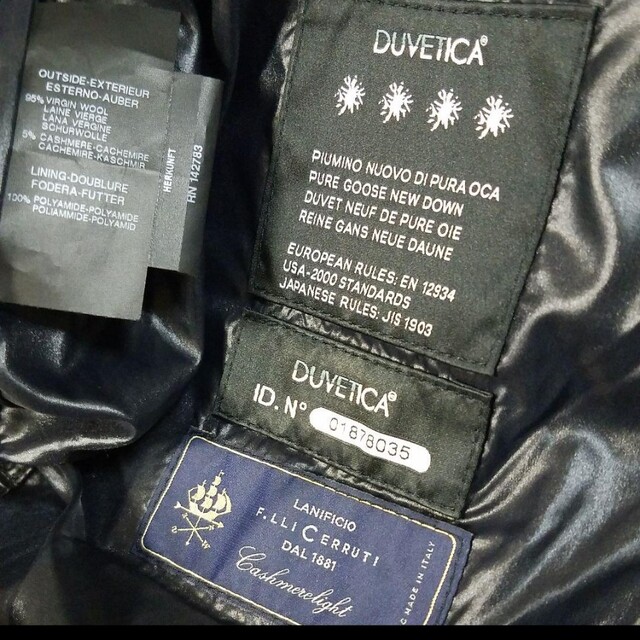 OUTSIDE-EXTERIEUR
ESTERNO-AUBER
95% VIRGIN WOOL
LAINE VIERGE
LANA VERGINE
SCHURWOLLE
5% CASHMERE-CACHEMIRE
CACHEMIRE-KASCHMIR
LINING-DOUBLURE
FODERA-FUTTER
100% POLYAMIDE-POLYAMIDE
POLIAMMIDE-POLYAMID
HERKUNFT
RN 142783
DUVETICA®
PIUMINO NUOVO DI PURA OCA
PURE GOOSE NEW DOWN
DUVET NEUF DE PURE OIE
REINE GANS NEUE DAUNE
EUROPEAN RULES: EN 12934
USA-2000 STANDARDS
JAPANESE RULES: JIS 1903
DUVETICA®
ID. N° 01878035
LANIFICIO
F.LLI CERRUTI
DAL 1881
Cashmerelight
MADE IN ITALY